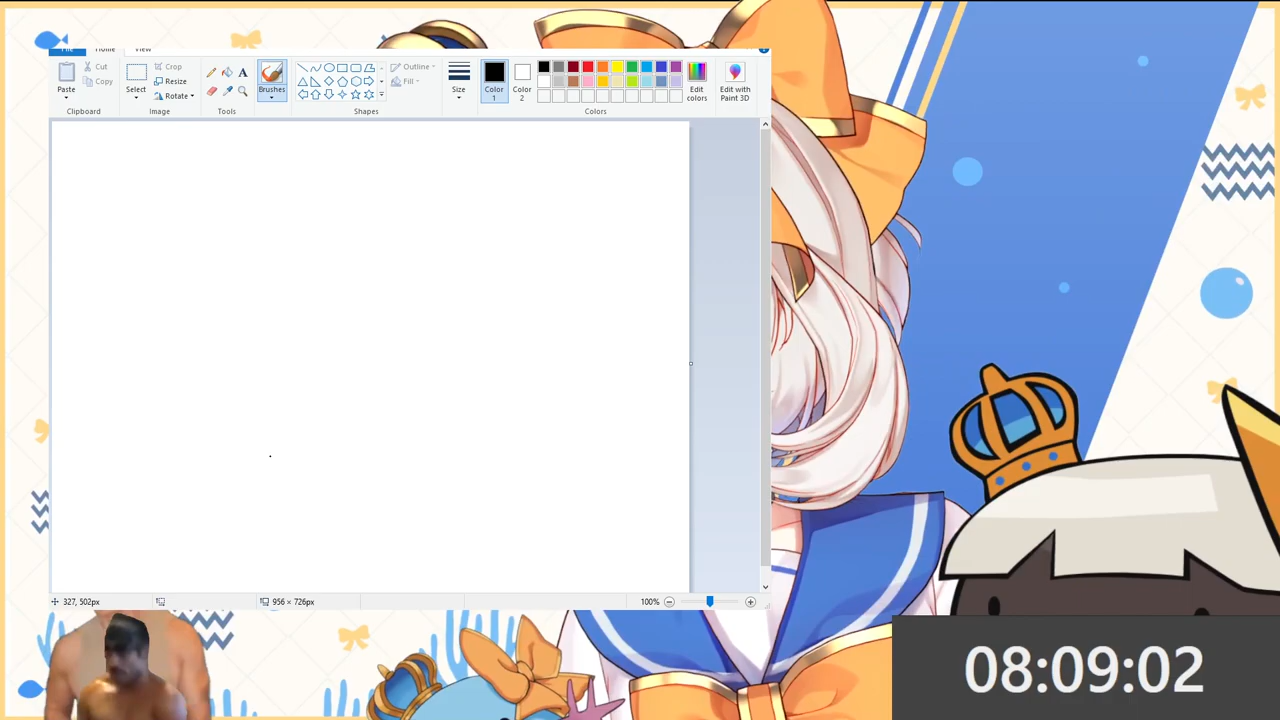 File Home View
Paste
Cut
Copy
Clipboard
Select
Crop
Resize
Rotate
Image
A
Tools
Brushes
Outline
Fill
Shapes
Size
Color
1
Color
2
Edit
colors
Colors
Edit with
Paint 3D
327, 502px
956 × 726px
100%
08:09:02